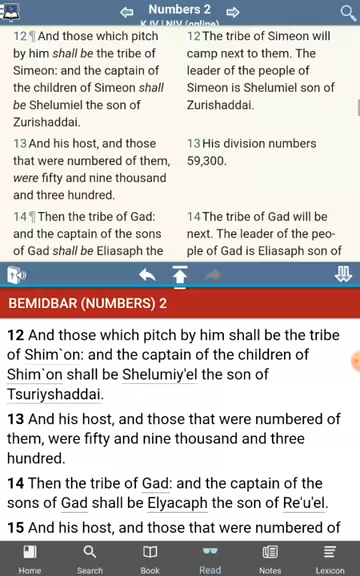 Numbers 2
KJV | NIV (online)
12 ¶ And those which pitch
by him shall be the tribe of
Simeon: and the captain of
the children of Simeon shall
be Shelumiel the son of
Zurishaddai.
12 The tribe of Simeon will
camp next to them. The
leader of the people of
Simeon is Shelumiel son of
Zurishaddai.
13 And his host, and those
that were numbered of them,
were fifty and nine thousand
and three hundred.
13 His division numbers
59,300.
14 ¶ Then the tribe of Gad:
and the captain of the sons
of Gad shall be Eliasaph the
14 The tribe of Gad will be
next. The leader of the peo-
ple of Gad is Eliasaph son of
BEMIDBAR (NUMBERS) 2
12 And those which pitch by him shall be the tribe
of Shim`on: and the captain of the children of
Shim`on shall be Shelumiy'el the son of
Tsuriyshaddai.
13 And his host, and those that were numbered of
them, were fifty and nine thousand and three
hundred.
14 Then the tribe of Gad: and the captain of the
sons of Gad shall be Elyacaph the son of Re'u'el.
15 And his host, and those that were numbered of
Home
Search
Book
Read
Notes
Lexicon